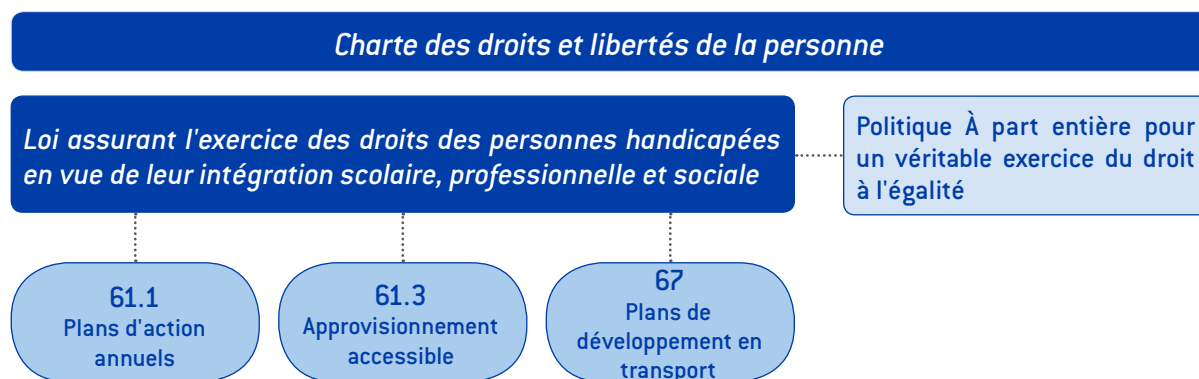 Charte des droits et libertés de la personne
Loi assurant l'exercice des droits des personnes handicapées
en vue de leur intégration scolaire, professionnelle et sociale
Politique À part entière pour
un véritable exercice du droit
à l'égalité
61.1
Plans d'action
annuels
61.3
Approvisionnement
accessible
67
Plans de
développement en
transport